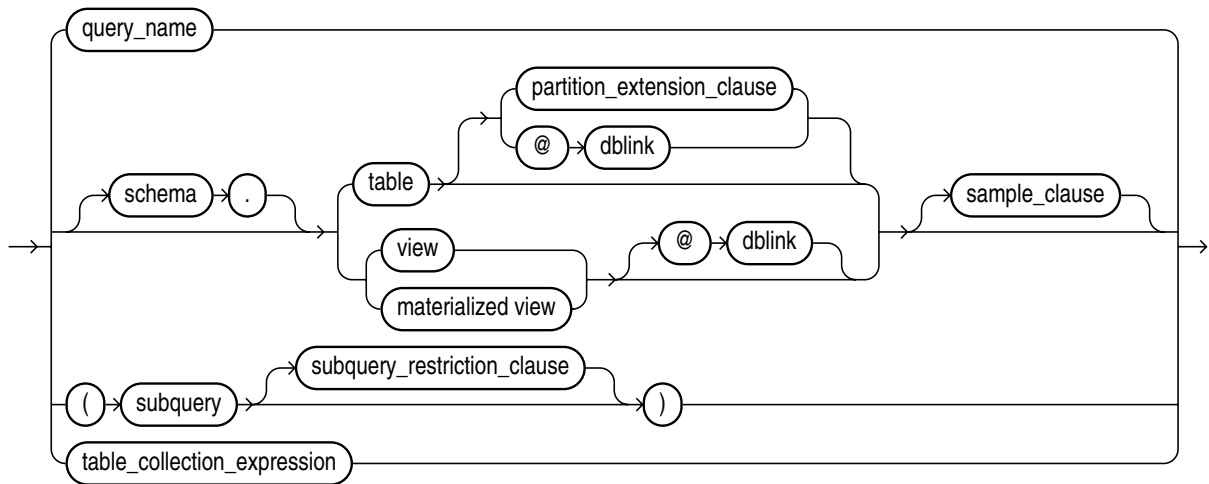 query_name
partition_extension_clause
@ dblink
schema . table sample_clause
view @ dblink
materialized view
subquery_restriction_clause
( subquery )
table_collection_expression